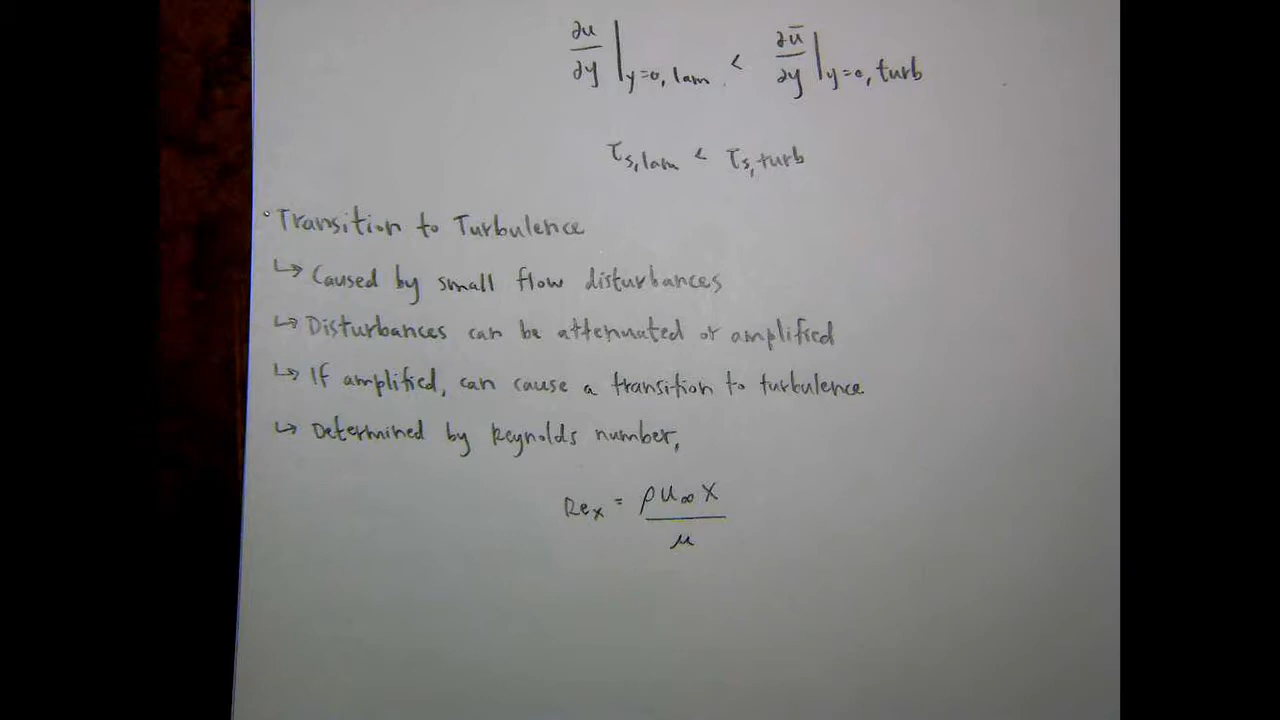 ∂u/∂y |y=0, lam < ∂ū/∂y |y=0, turb
τs,lam < τs,turb
• Transition to Turbulence
↳ Caused by small flow disturbances
↳ Disturbances can be attenuated or amplified
↳ If amplified, can cause a transition to turbulence
↳ Determined by Reynolds number,
Rex = ρu∞x / μ